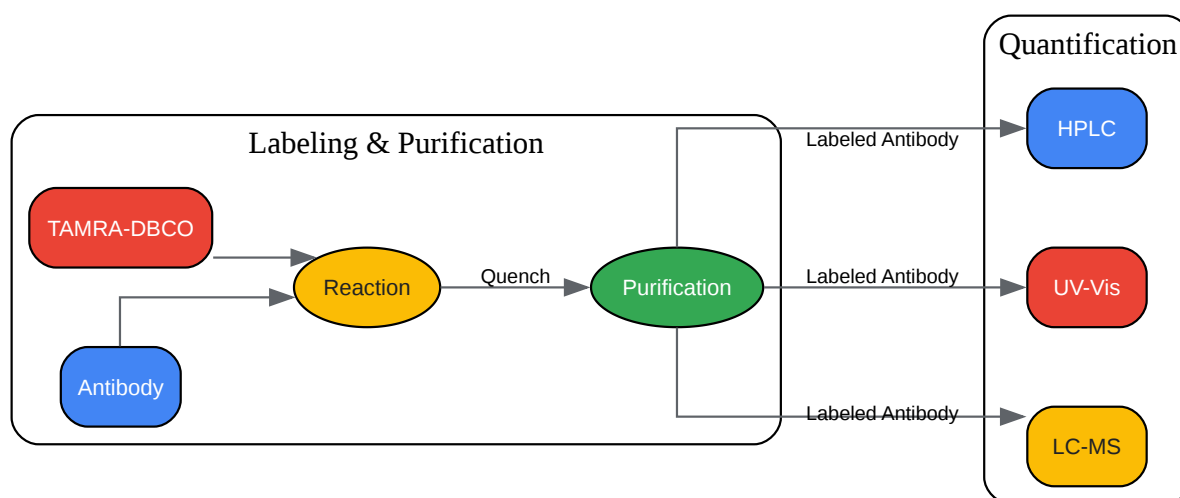 Quantification
HPLC
Labeling & Purification
Labeled Antibody
TAMRA-DBCO
Reaction
Quench
Purification
Labeled Antibody
UV-Vis
Antibody
Labeled Antibody
LC-MS